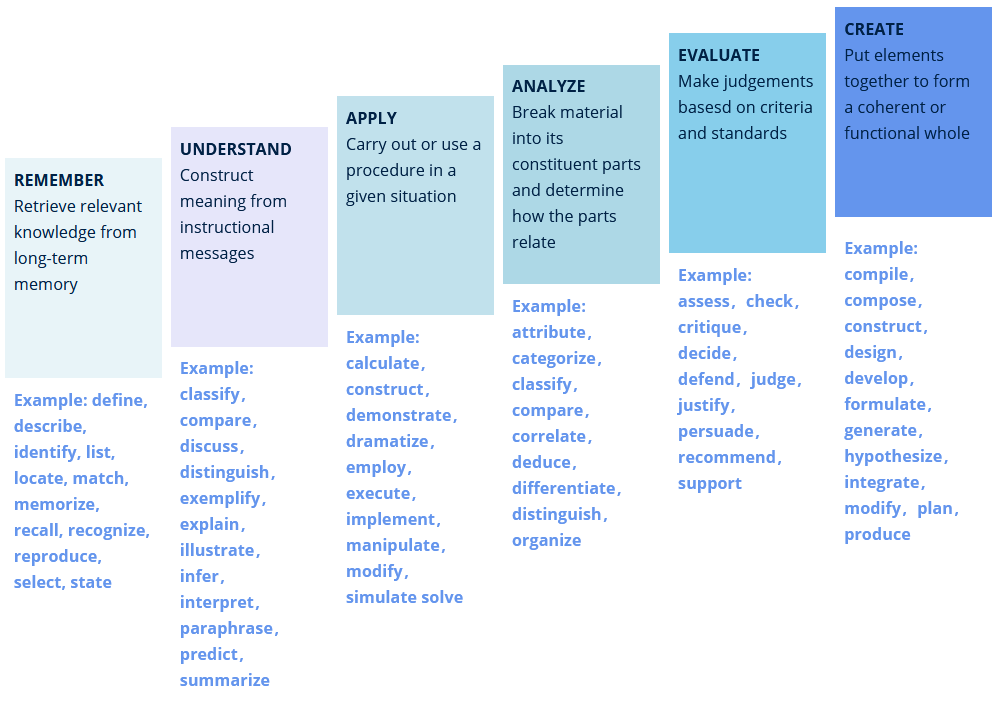 REMEMBER
Retrieve relevant
knowledge from
long-term
memory
Example: define,
describe,
identify, list,
locate, match,
memorize,
recall, recognize,
reproduce,
select, state
UNDERSTAND
Construct
meaning from
instructional
messages
Example:
classify,
compare,
discuss,
distinguish,
exemplify,
explain,
illustrate,
infer,
interpret,
paraphrase,
predict,
summarize
APPLY
Carry out or use a
procedure in a
given situation
Example:
calculate,
construct,
demonstrate,
dramatize,
employ,
execute,
implement,
manipulate,
modify,
simulate solve
ANALYZE
Break material
into its
constituent parts
and determine
how the parts
relate
Example:
attribute,
categorize,
classify,
compare,
correlate,
deduce,
differentiate,
distinguish,
organize
EVALUATE
Make judgements
basesd on criteria
and standards
Example:
assess, check,
critique,
decide,
defend, judge,
justify,
persuade,
recommend,
support
CREATE
Put elements
together to form
a coherent or
functional whole
Example:
compile,
compose,
construct,
design,
develop,
formulate,
generate,
hypothesize,
integrate,
modify, plan,
produce